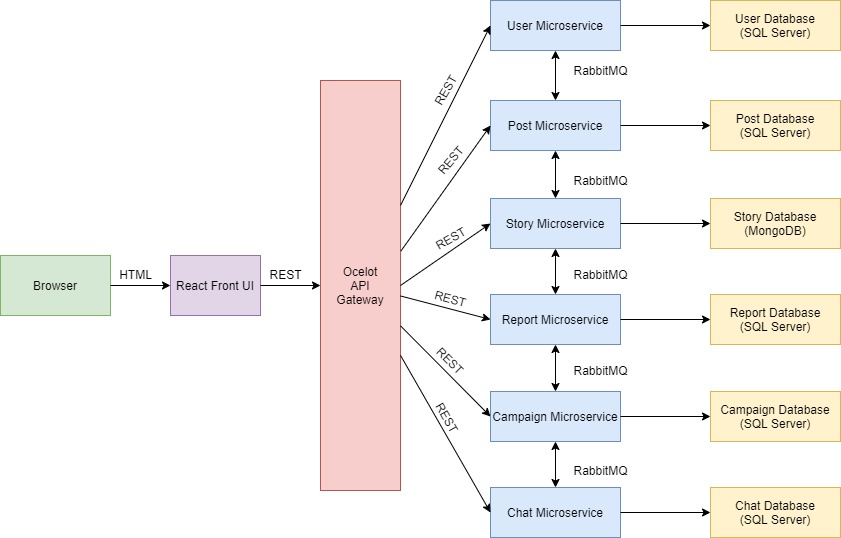 Browser
HTML
React Front UI
REST
Ocelot
API
Gateway
REST
REST
REST
REST
REST
REST
User Microservice
RabbitMQ
Post Microservice
RabbitMQ
Story Microservice
RabbitMQ
Report Microservice
RabbitMQ
Campaign Microservice
RabbitMQ
Chat Microservice
User Database
(SQL Server)
Post Database
(SQL Server)
Story Database
(MongoDB)
Report Database
(SQL Server)
Campaign Database
(SQL Server)
Chat Database
(SQL Server)